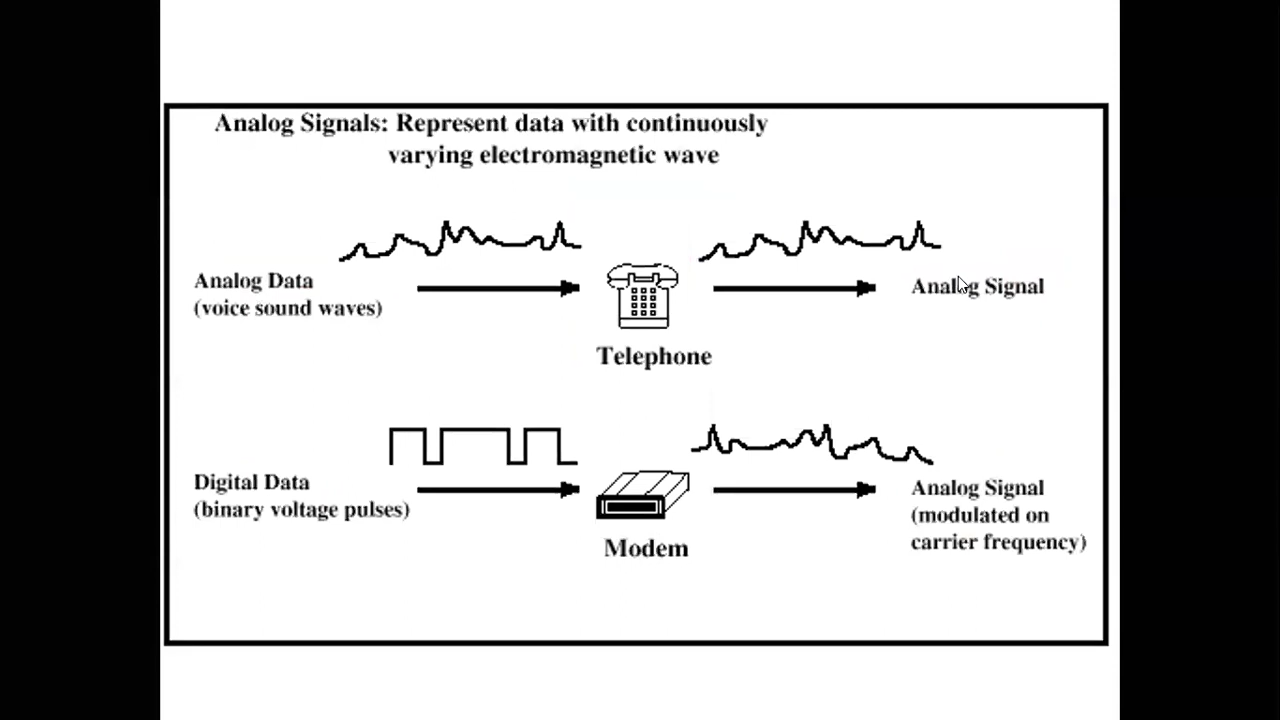 Analog Signals: Represent data with continuously
varying electromagnetic wave
Analog Data
(voice sound waves)
Telephone
Analog Signal
Digital Data
(binary voltage pulses)
Modem
Analog Signal
(modulated on
carrier frequency)